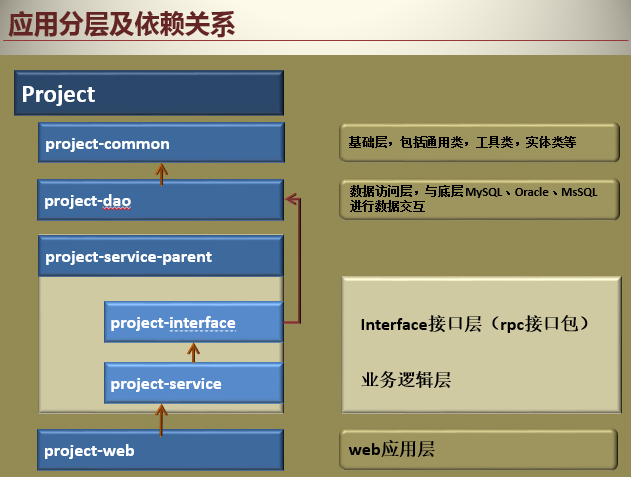 应用分层及依赖关系
Project
project-common
基础层，包括通用类，工具类，实体类等
project-dao
数据访问层，与底层MySQL、Oracle、MsSQL
进行数据交互
project-service-parent
project-interface
Interface接口层（rpc接口包）
project-service
业务逻辑层
project-web
web应用层